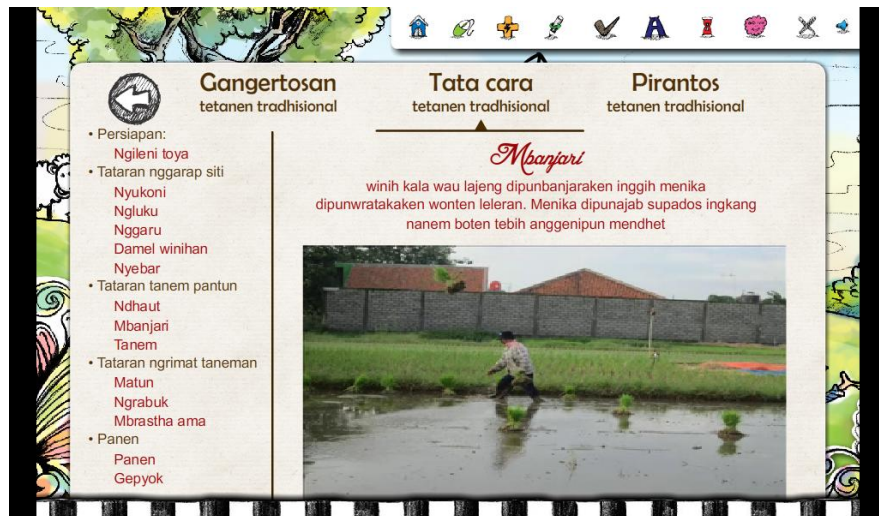 Gangertosan
tetanen tradhisional
Tata cara
tetanen tradhisional
Pirantos
tetanen tradhisional
• Persiapan:
Ngileni toya
• Tataran nggarap siti
Nyukoni
Ngluku
Nggaru
Damel winihan
Nyebar
• Tataran tanem pantun
Ndhaut
Mbanjari
Tanem
• Tataran ngrimat taneman
Matun
Ngrabuk
Mbrastha ama
• Panen
Panen
Gepyok
Mbanjari
winih kala wau lajeng dipunbanjaraken inggih menika
dipunwratakaken wonten leleran. Menika dipunajab supados ingkang
nanem boten tebih anggenipun mendhet